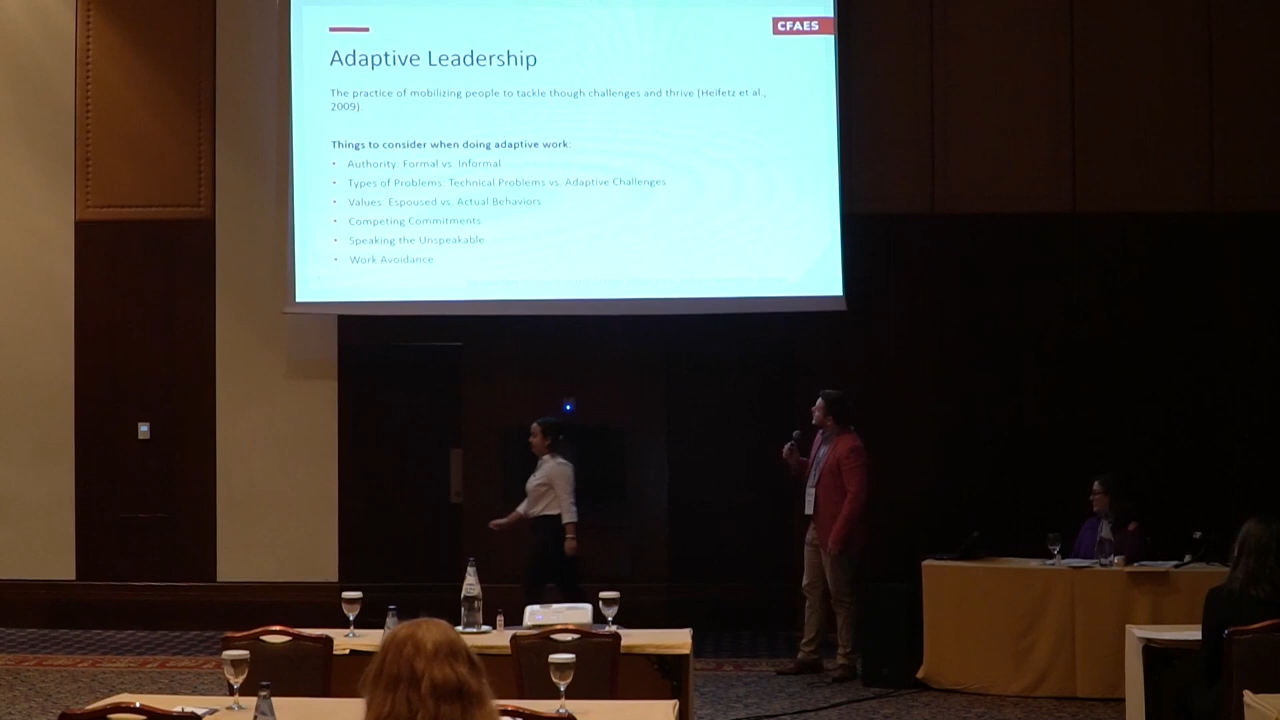 CFAES
Adaptive Leadership
The practice of mobilizing people to tackle though challenges and thrive (Heifetz et al.,
2009).
Things to consider when doing adaptive work:
• Authority: Formal vs. Informal
• Types of Problems: Technical Problems vs. Adaptive Challenges
• Values: Espoused vs. Actual Behaviors
• Competing Commitments
• Speaking the Unspeakable
• Work Avoidance